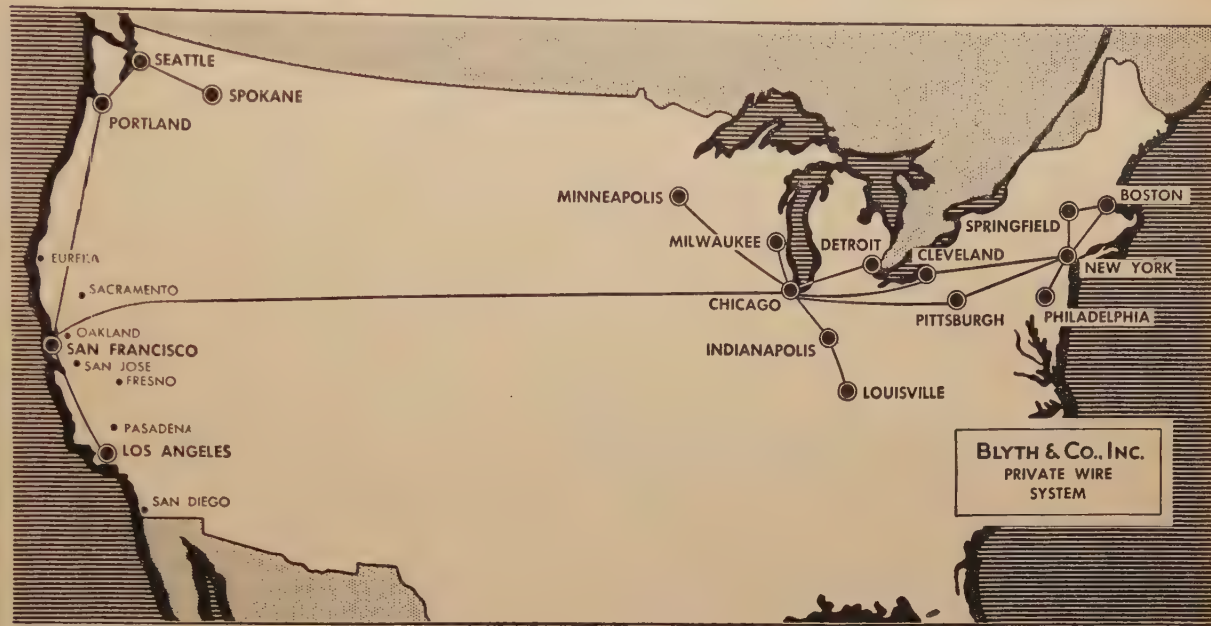 SEATTLE
SPOKANE
PORTLAND
MINNEAPOLIS
BOSTON
SPRINGFIELD
MILWAUKEE
DETROIT
CLEVELAND
EUREKA
NEW YORK
SACRAMENTO
CHICAGO
PITTSBURGH
PHILADELPHIA
OAKLAND
SAN FRANCISCO
INDIANAPOLIS
SAN JOSE
FRESNO
LOUISVILLE
PASADENA
LOS ANGELES
BLYTH & CO., INC.
PRIVATE WIRE
SYSTEM
SAN DIEGO